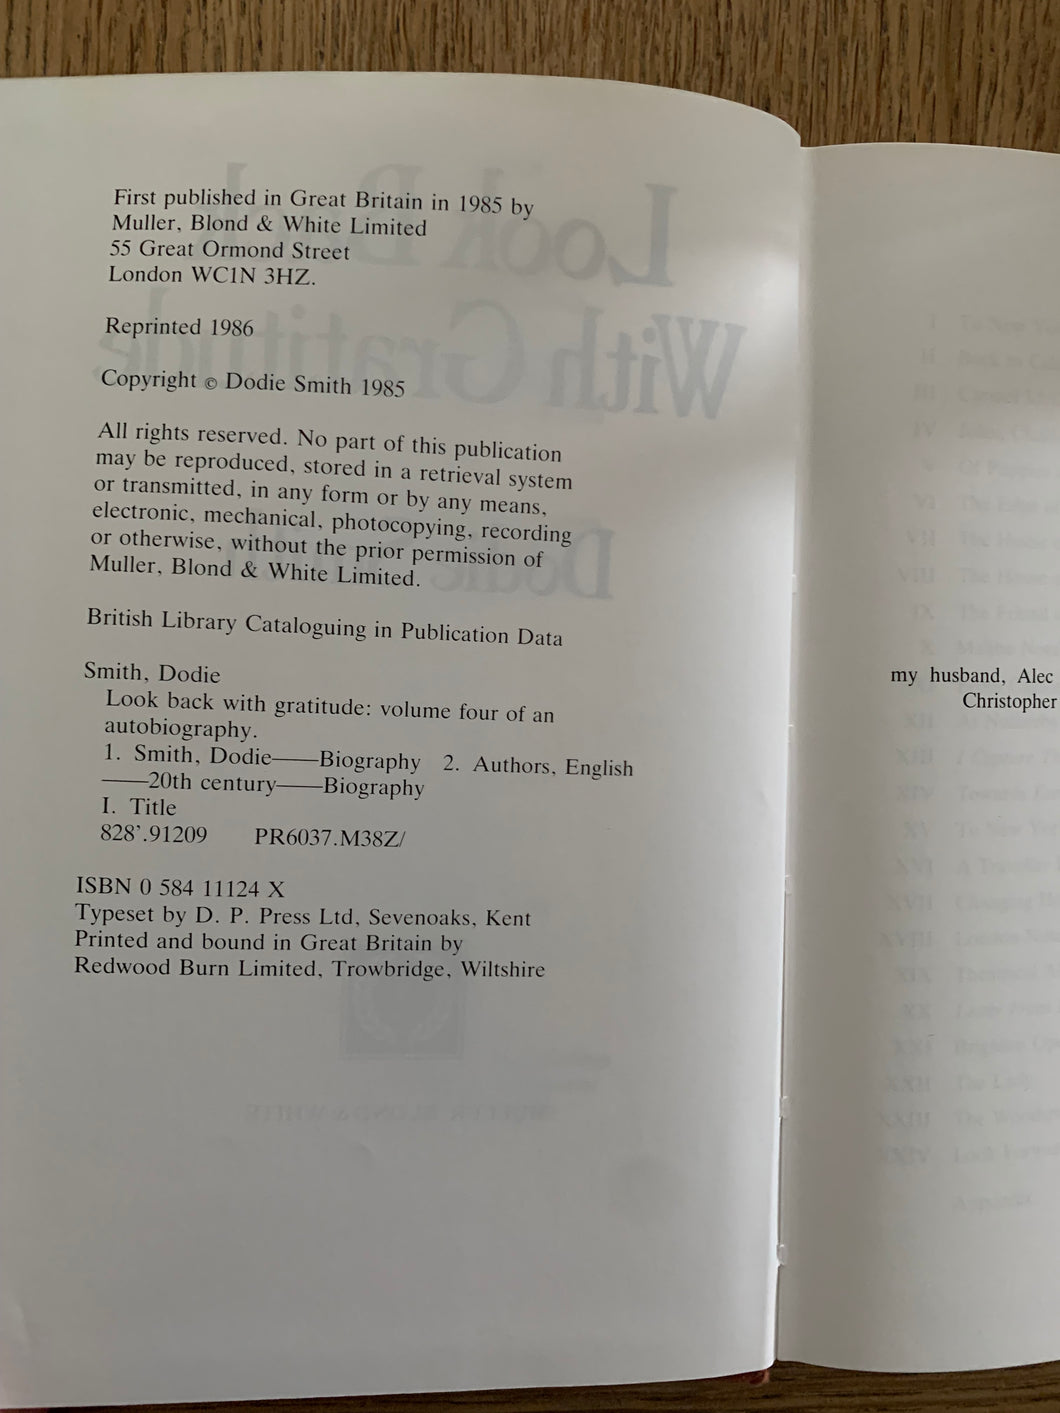 First published in Great Britain in 1985 by
Muller, Blond & White Limited
55 Great Ormond Street
London WC1N 3HZ.
Reprinted 1986
Copyright © Dodie Smith 1985
All rights reserved. No part of this publication
may be reproduced, stored in a retrieval system
or transmitted, in any form or by any means,
electronic, mechanical, photocopying, recording
or otherwise, without the prior permission of
Muller, Blond & White Limited.
British Library Cataloguing in Publication Data
Smith, Dodie
Look back with gratitude: volume four of an
autobiography.
1. Smith, Dodie——Biography 2. Authors, English
——20th century——Biography
I. Title
828'.91209 PR6037.M38Z/
ISBN 0 584 11124 X
Typeset by D. P. Press Ltd, Sevenoaks, Kent
Printed and bound in Great Britain by
Redwood Burn Limited, Trowbridge, Wiltshire
my husband, Alec
Christopher